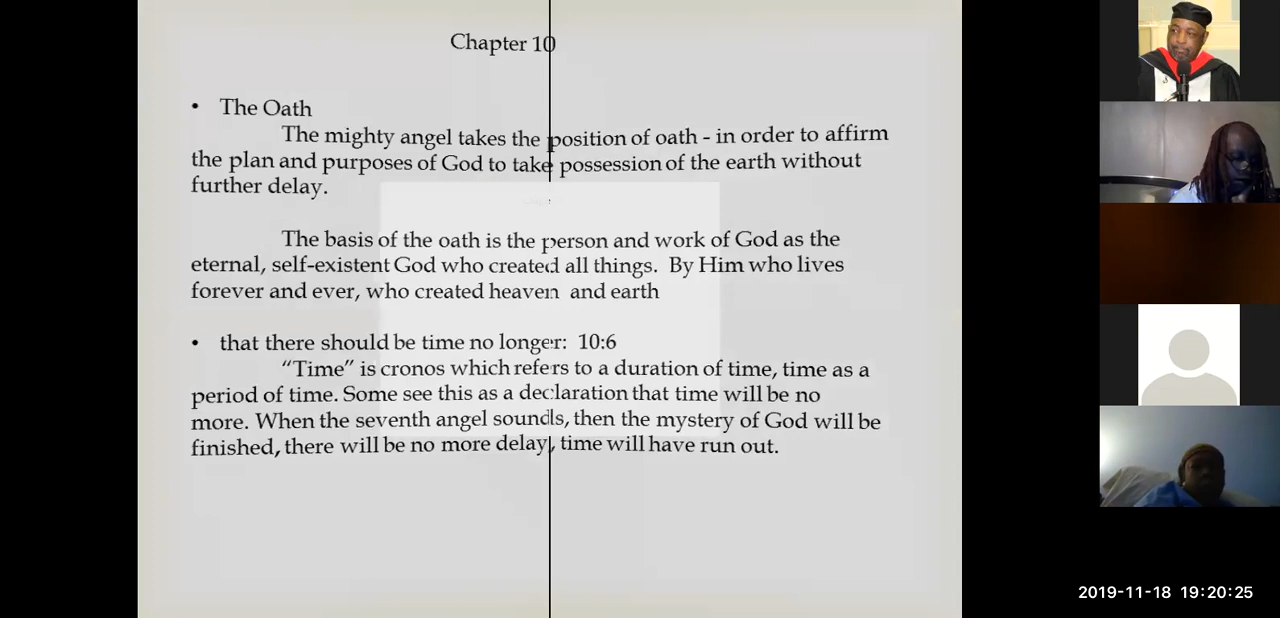 Chapter 10
• The Oath
The mighty angel takes the position of oath - in order to affirm
the plan and purposes of God to take possession of the earth without
further delay.
The basis of the oath is the person and work of God as the
eternal, self-existent God who created all things. By Him who lives
forever and ever, who created heaven and earth
• that there should be time no longer: 10:6
“Time” is cronos which refers to a duration of time, time as a
period of time. Some see this as a declaration that time will be no
more. When the seventh angel sounds, then the mystery of God will be
finished, there will be no more delay, time will have run out.
2019-11-18 19:20:25